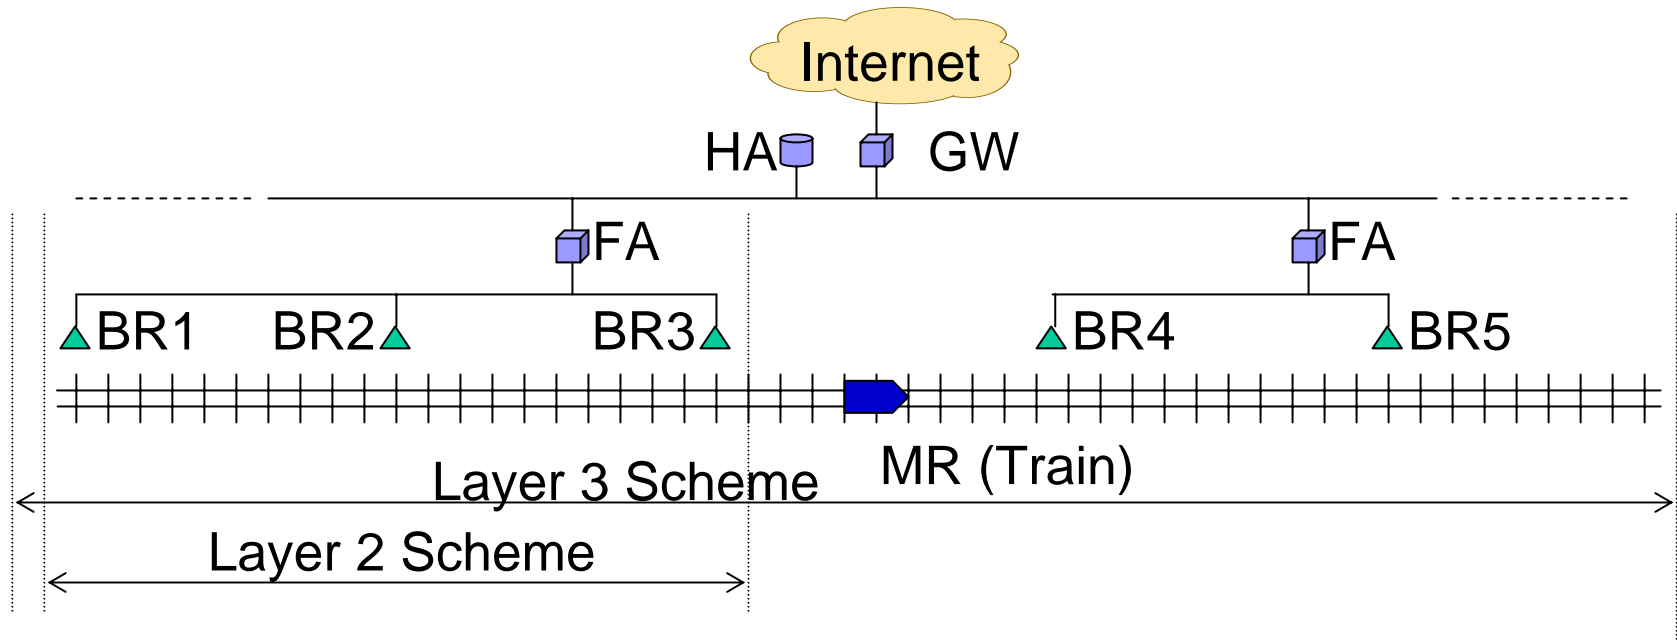 Internet
HA GW
FA FA
BR1 BR2 BR3 BR4 BR5
MR (Train)
Layer 3 Scheme
Layer 2 Scheme